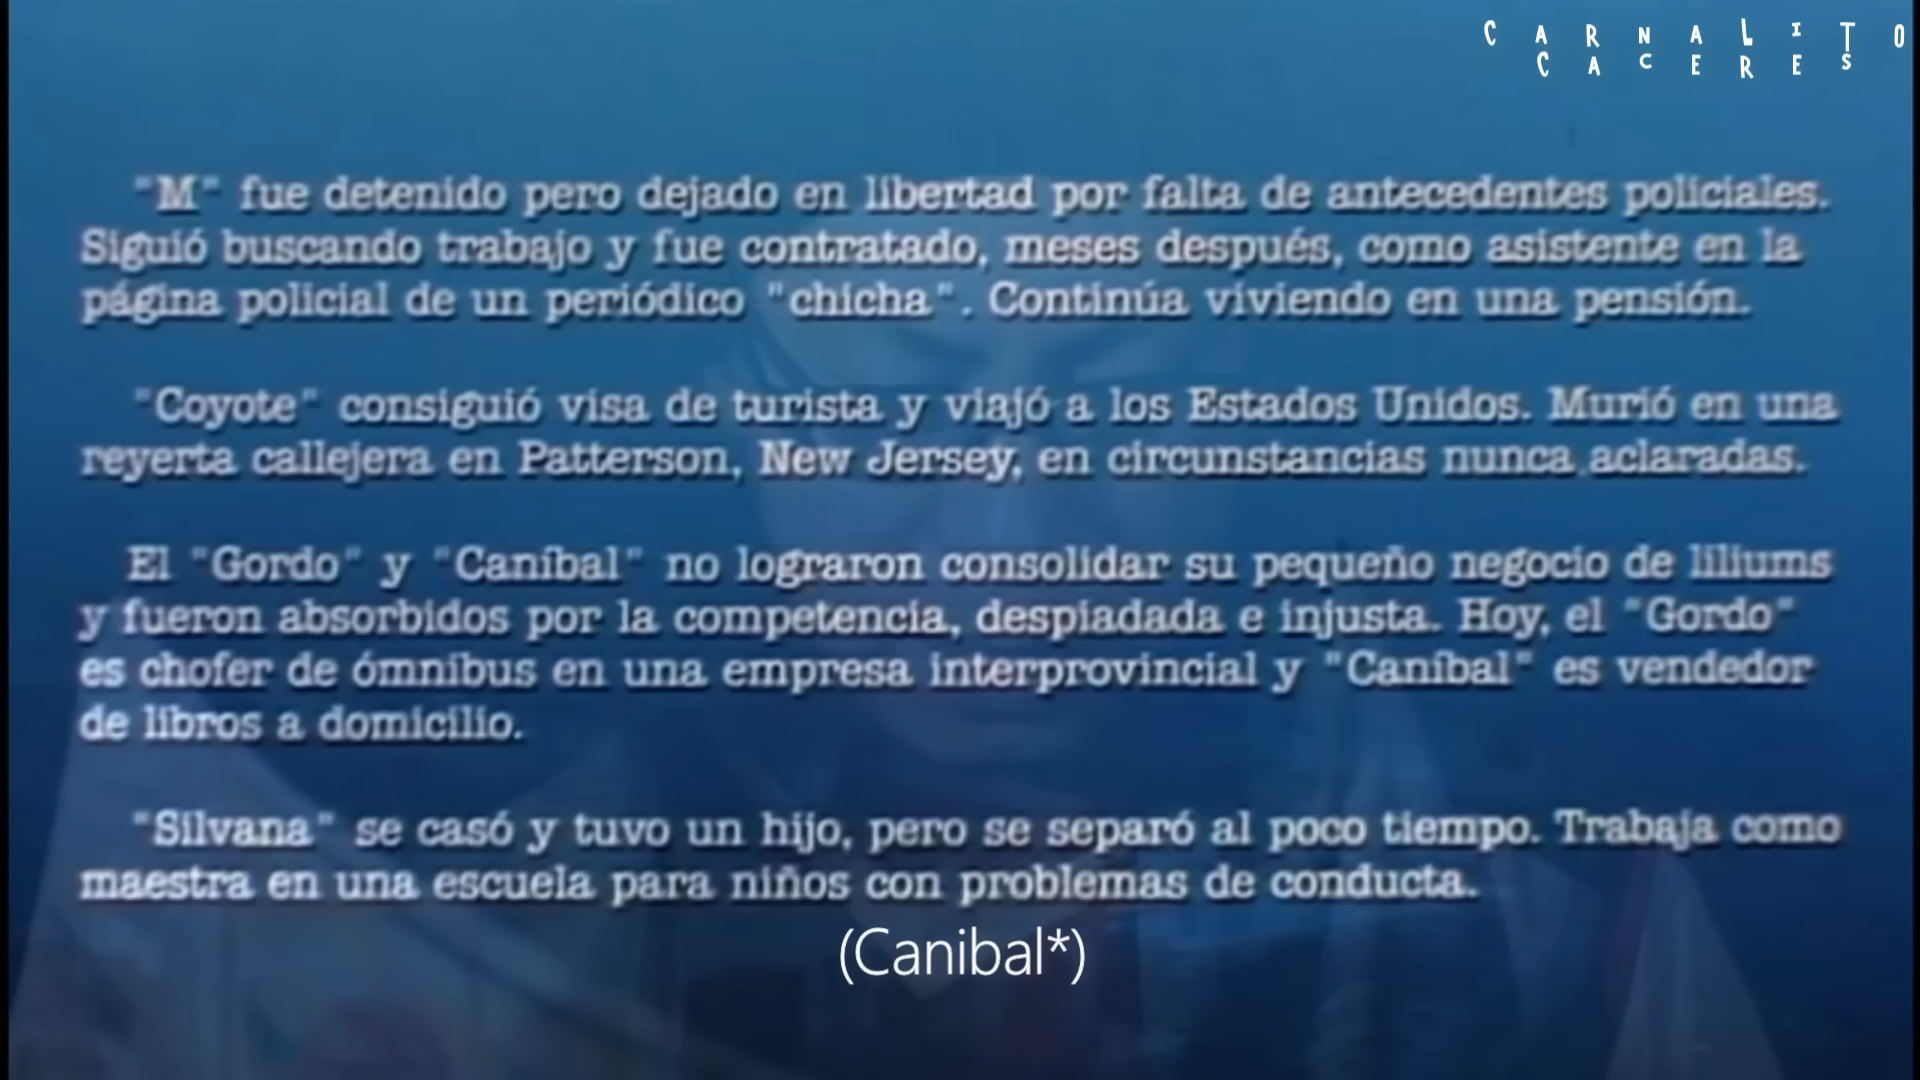 CARNALITO
CACERES
"M" fue detenido pero dejado en libertad por falta de antecedentes policiales.
Siguió buscando trabajo y fue contratado, meses después, como asistente en la
página policial de un periódico "chicha". Continúa viviendo en una pensión.
"Coyote" consiguió visa de turista y viajó a los Estados Unidos. Murió en una
reyerta callejera en Patterson, New Jersey, en circunstancias nunca aclaradas.
El "Gordo" y "Caníbal" no lograron consolidar su pequeño negocio de liliums
y fueron absorbidos por la competencia, despiadada e injusta. Hoy, el "Gordo"
es chofer de ómnibus en una empresa interprovincial y "Caníbal" es vendedor
de libros a domicilio.
"Silvana" se casó y tuvo un hijo, pero se separó al poco tiempo. Trabaja como
maestra en una escuela para niños con problemas de conducta.
(Canibal*)